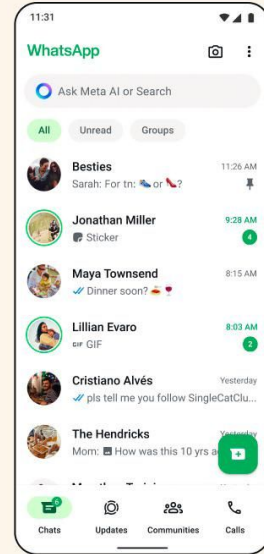 11:31
WhatsApp
Ask Meta AI or Search
All Unread Groups
Besties 11:26 AM
Sarah: For tn: 👟 or 👠?
Jonathan Miller 9:28 AM
Sticker 4
Maya Townsend 8:15 AM
Dinner soon? 🍝🍷
Lillian Evaro 8:03 AM
GIF GIF 2
Cristiano Alvés Yesterday
pls tell me you follow SingleCatClu...
The Hendricks Yesterday
Mom: How was this 10 yrs a
6
Chats Updates Communities Calls